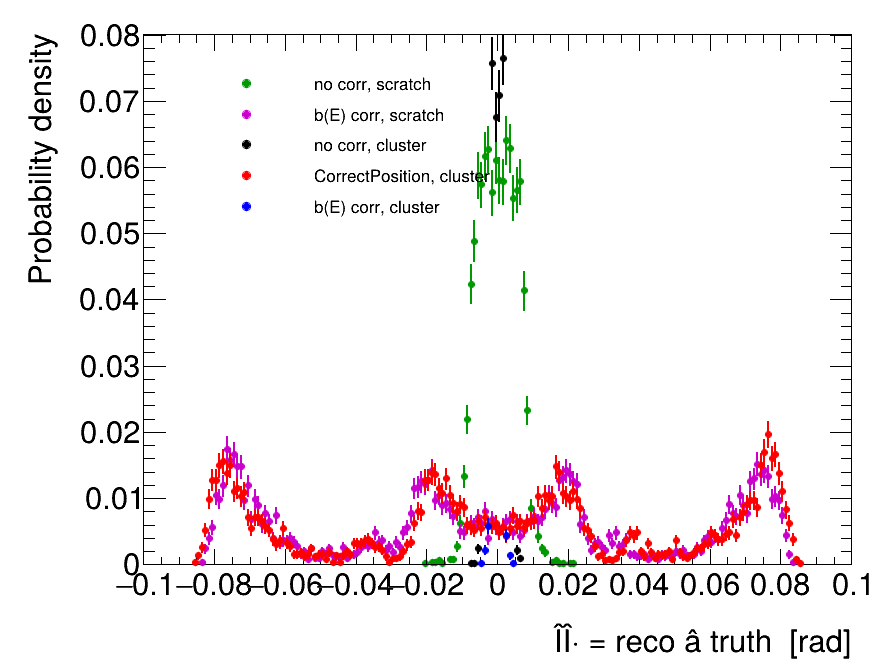 Probability density
0.08
0.07
0.06
0.05
0.04
0.03
0.02
0.01
0
no corr, scratch
b(E) corr, scratch
no corr, cluster
CorrectPosition, cluster
b(E) corr, cluster
−0.1 −0.08 −0.06 −0.04 −0.02 0 0.02 0.04 0.06 0.08 0.1
ÎÎ· = reco â truth [rad]